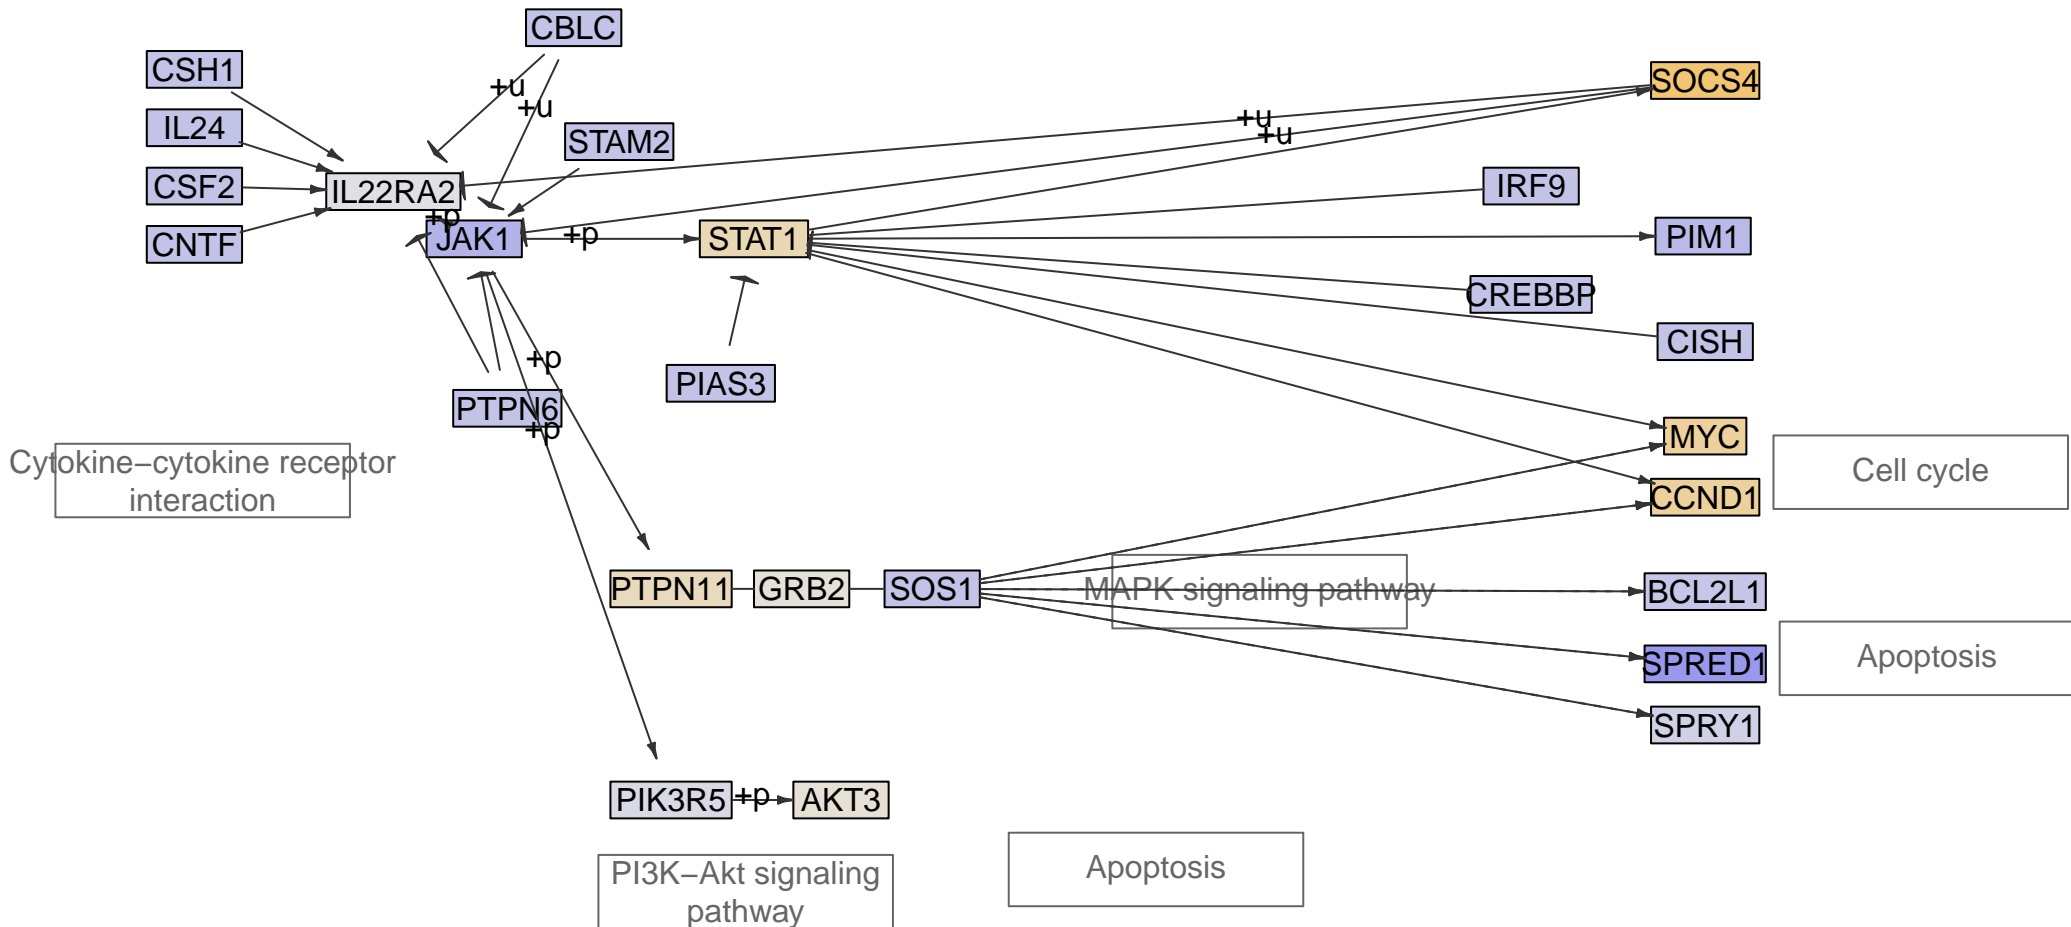 CBLC
CSH1
SOCS4
+u
+u
+u
+u
IL24
STAM2
CSF2
IL22RA2
IRF9
+p
CNTF
JAK1
+p
STAT1
PIM1
CREBBP
CISH
+p
PIAS3
PTPN6
+p
MYC
Cytokine−cytokine receptor
interaction
Cell cycle
CCND1
PTPN11
GRB2
SOS1
MAPK signaling pathway
BCL2L1
SPRED1
Apoptosis
SPRY1
PIK3R5
+p
AKT3
Apoptosis
PI3K−Akt signaling
pathway